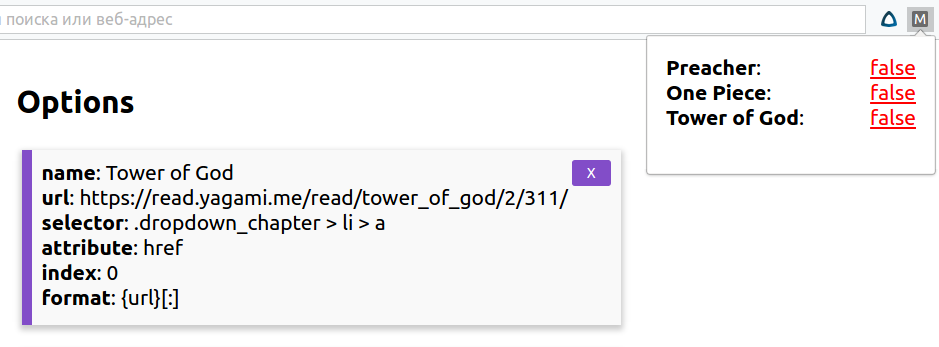 поиска или веб-адрес
M
Preacher: false
One Piece: false
Tower of God: false
Options
name: Tower of God
X
url: https://read.yagami.me/read/tower_of_god/2/311/
selector: .dropdown_chapter > li > a
attribute: href
index: 0
format: {url}[:]